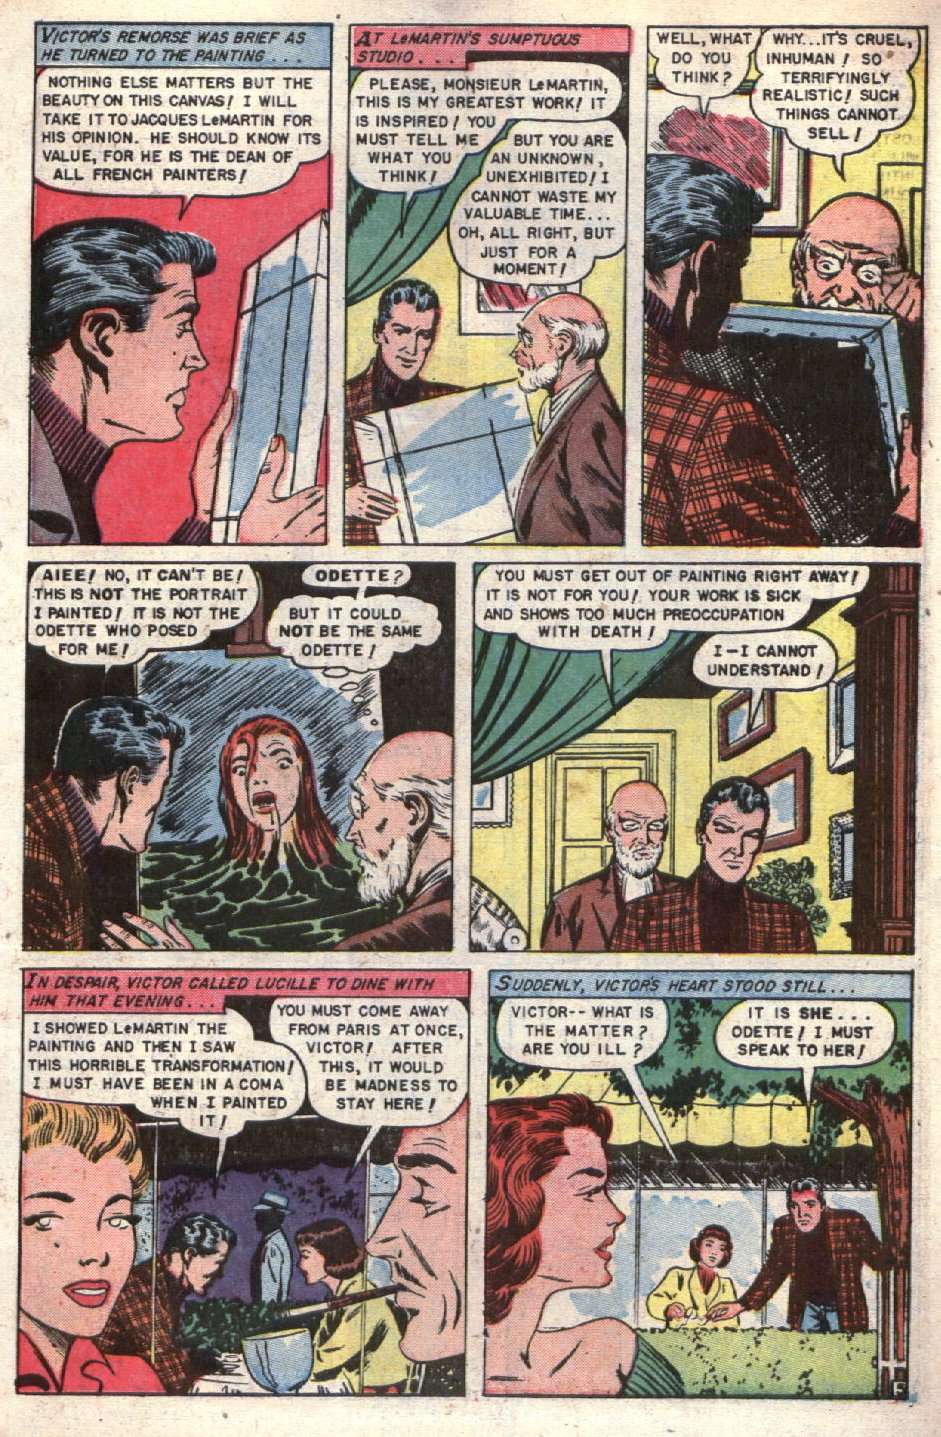 VICTOR'S REMORSE WAS BRIEF AS
HE TURNED TO THE PAINTING...
NOTHING ELSE MATTERS BUT THE
BEAUTY ON THIS CANVAS! I WILL
TAKE IT TO JACQUES LeMARTIN FOR
HIS OPINION. HE SHOULD KNOW ITS
VALUE, FOR HE IS THE DEAN OF
ALL FRENCH PAINTERS!
AT LeMARTIN'S SUMPTUOUS
STUDIO...
PLEASE, MONSIEUR LeMARTIN,
THIS IS MY GREATEST WORK! IT
IS INSPIRED! YOU
MUST TELL ME
WHAT YOU
THINK!
BUT YOU ARE
AN UNKNOWN,
UNEXHIBITED! I
CANNOT WASTE MY
VALUABLE TIME...
OH, ALL RIGHT, BUT
JUST FOR A
MOMENT!
WELL, WHAT
DO YOU
THINK?
WHY...IT'S CRUEL,
INHUMAN! SO
TERRIFYINGLY
REALISTIC! SUCH
THINGS CANNOT
SELL!
AIEE! NO, IT CAN'T BE!
THIS IS NOT THE PORTRAIT
I PAINTED! IT IS NOT THE
ODETTE WHO POSED
FOR ME!
ODETTE?
BUT IT COULD
NOT BE THE SAME
ODETTE!
YOU MUST GET OUT OF PAINTING RIGHT AWAY!
IT IS NOT FOR YOU! YOUR WORK IS SICK
AND SHOWS TOO MUCH PREOCCUPATION
WITH DEATH!
I-I CANNOT
UNDERSTAND!
IN DESPAIR, VICTOR CALLED LUCILLE TO DINE WITH
HIM THAT EVENING...
I SHOWED LeMARTIN THE
PAINTING AND THEN I SAW
THIS HORRIBLE TRANSFORMATION!
I MUST HAVE BEEN IN A COMA
WHEN I PAINTED
IT!
YOU MUST COME AWAY
FROM PARIS AT ONCE,
VICTOR! AFTER
THIS, IT WOULD
BE MADNESS TO
STAY HERE!
SUDDENLY, VICTOR'S HEART STOOD STILL...
VICTOR-- WHAT IS
THE MATTER?
ARE YOU ILL?
IT IS SHE...
ODETTE! I MUST
SPEAK TO HER!
F